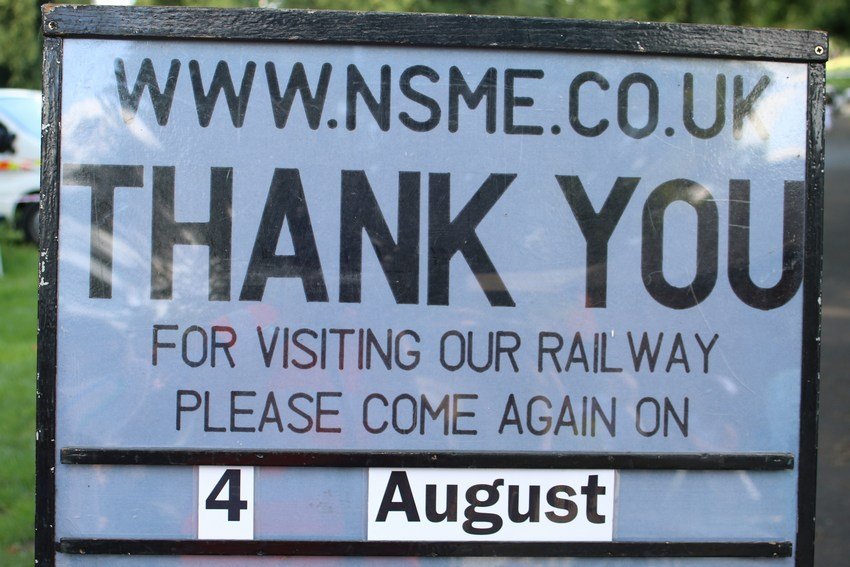 WWW.NSME.CO.UK
THANK YOU
FOR VISITING OUR RAILWAY
PLEASE COME AGAIN ON
4 August